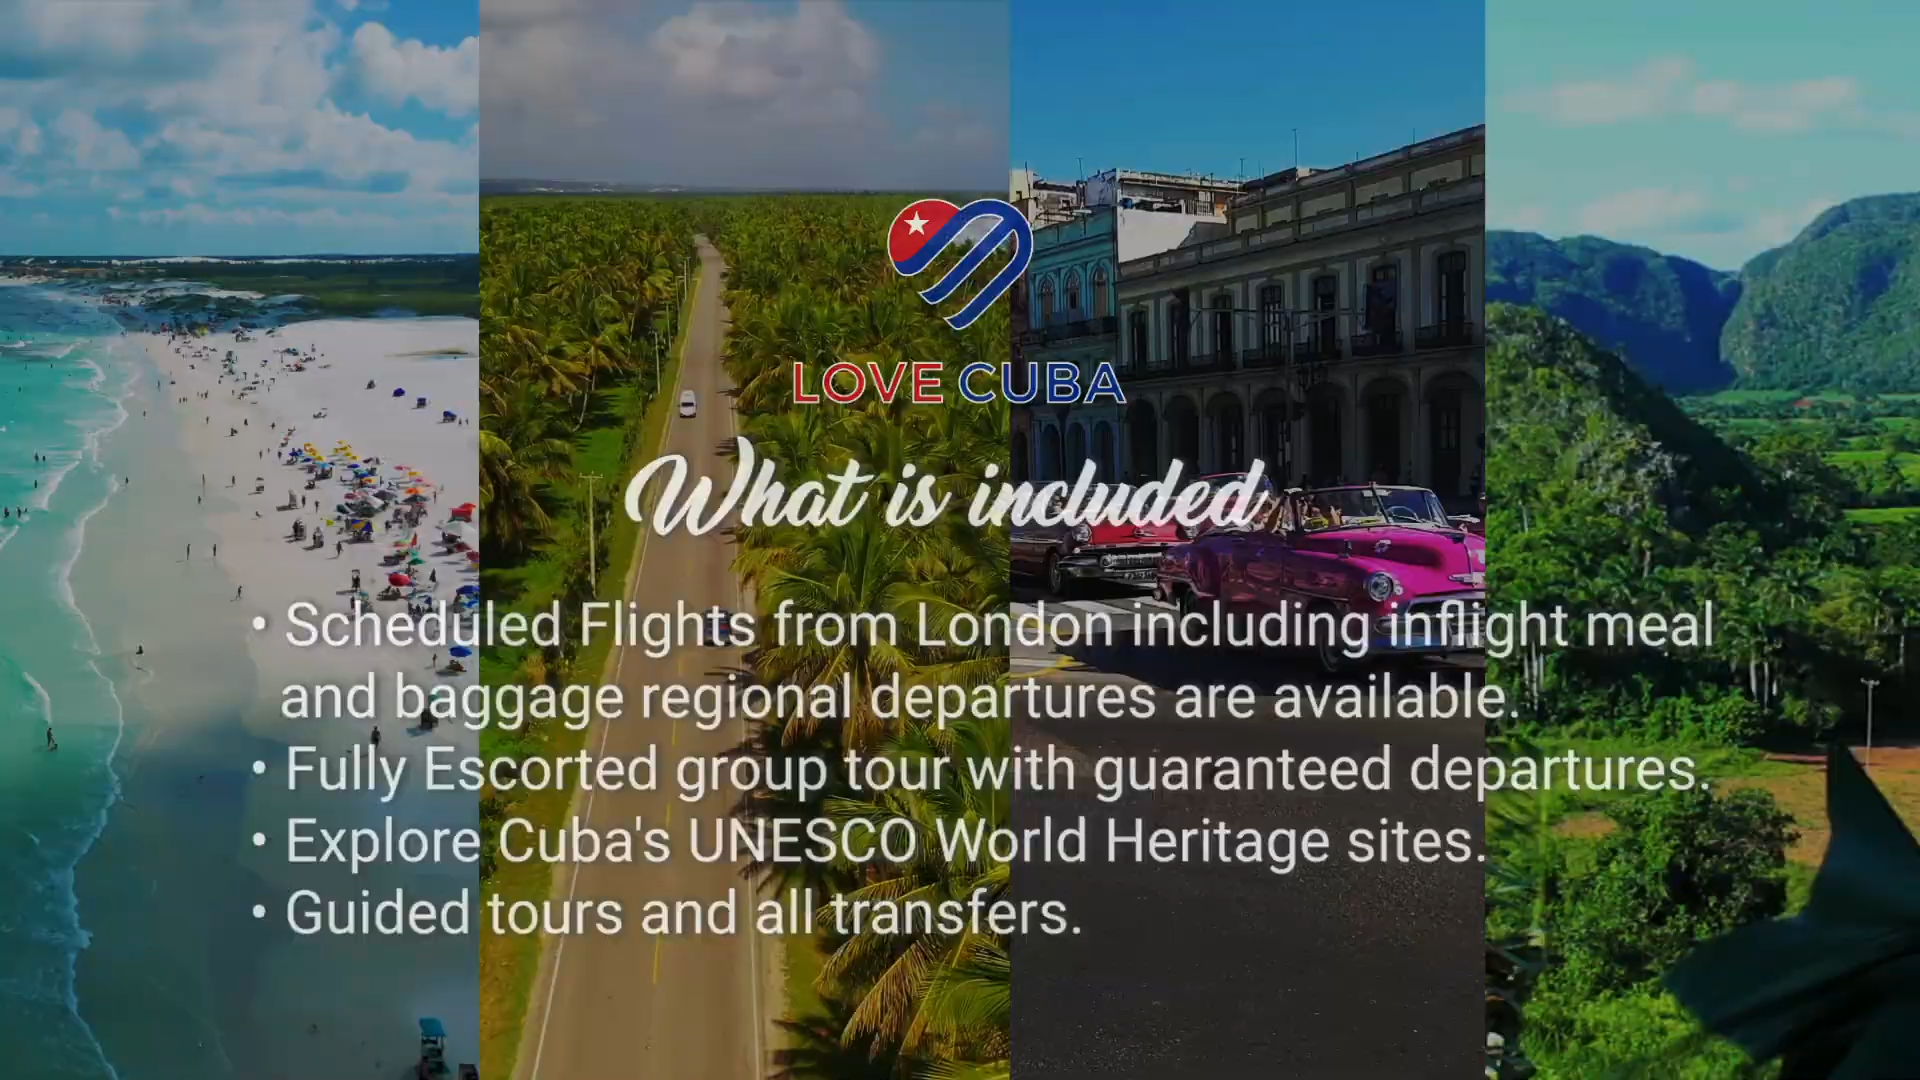 LOVE CUBA
What is included
• Scheduled Flights from London including inflight meal
and baggage regional departures are available.
• Fully Escorted group tour with guaranteed departures.
• Explore Cuba's UNESCO World Heritage sites.
• Guided tours and all transfers.